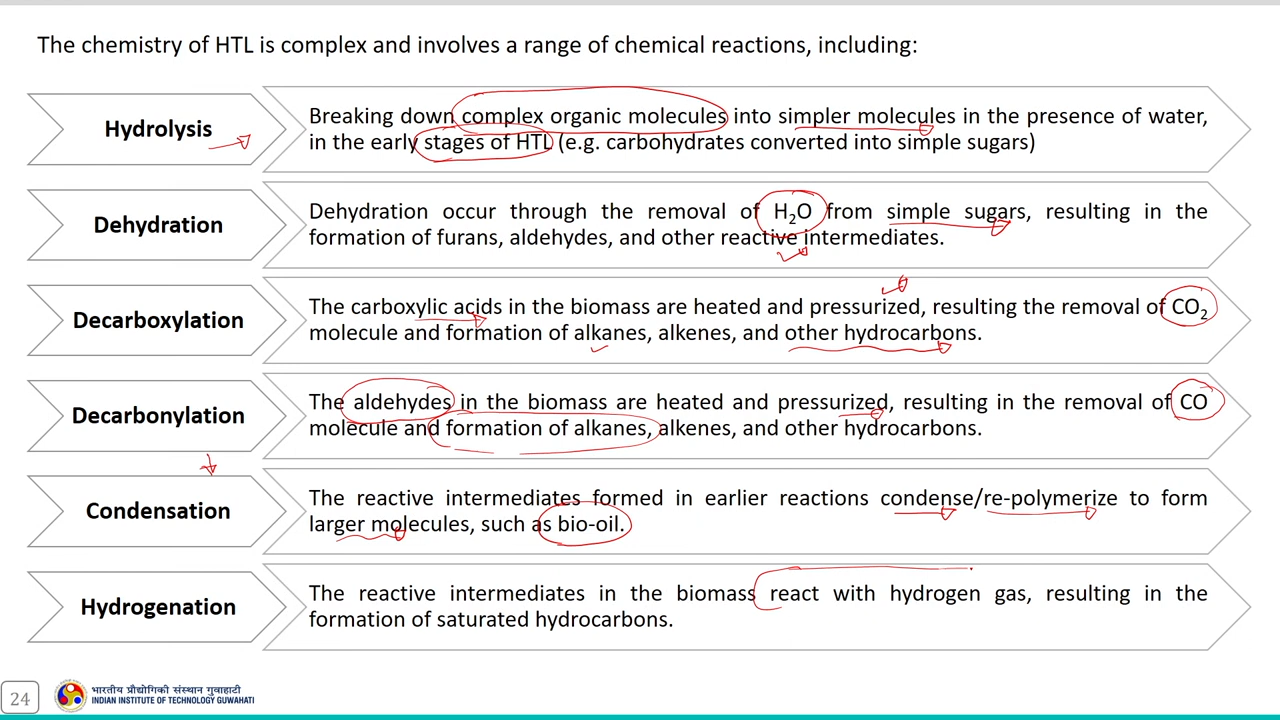 The chemistry of HTL is complex and involves a range of chemical reactions, including:
Hydrolysis
Breaking down complex organic molecules into simpler molecules in the presence of water,
in the early stages of HTL (e.g. carbohydrates converted into simple sugars)
Dehydration
Dehydration occur through the removal of H₂O from simple sugars, resulting in the
formation of furans, aldehydes, and other reactive intermediates.
Decarboxylation
The carboxylic acids in the biomass are heated and pressurized, resulting the removal of CO₂
molecule and formation of alkanes, alkenes, and other hydrocarbons.
Decarbonylation
The aldehydes in the biomass are heated and pressurized, resulting in the removal of CO
molecule and formation of alkanes, alkenes, and other hydrocarbons.
Condensation
The reactive intermediates formed in earlier reactions condense/re-polymerize to form
larger molecules, such as bio-oil.
Hydrogenation
The reactive intermediates in the biomass react with hydrogen gas, resulting in the
formation of saturated hydrocarbons.
24
भारतीय प्रौद्योगिकी संस्थान गुवाहाटी
INDIAN INSTITUTE OF TECHNOLOGY GUWAHATI